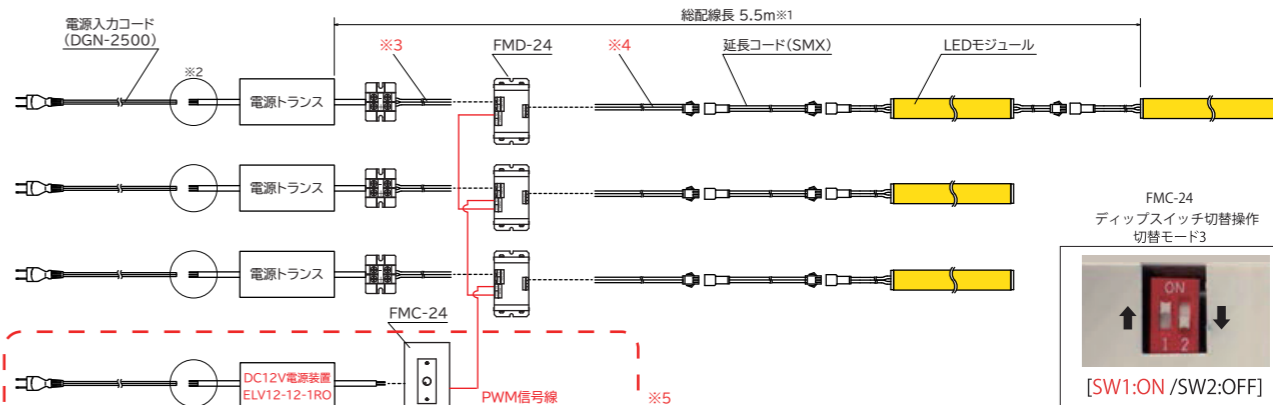 総配線長 5.5m※1
電源入力コード
(DGN-2500)
※2
※3
FMD-24
※4
延長コード(SMX)
LEDモジュール
電源トランス
電源トランス
電源トランス
FMC-24
DC12V電源装置
ELV12-12-1RO
PWM信号線
※5
FMC-24
ディップスイッチ切替操作
切替モード3
ON
1 2
[SW1:ON /SW2:OFF]